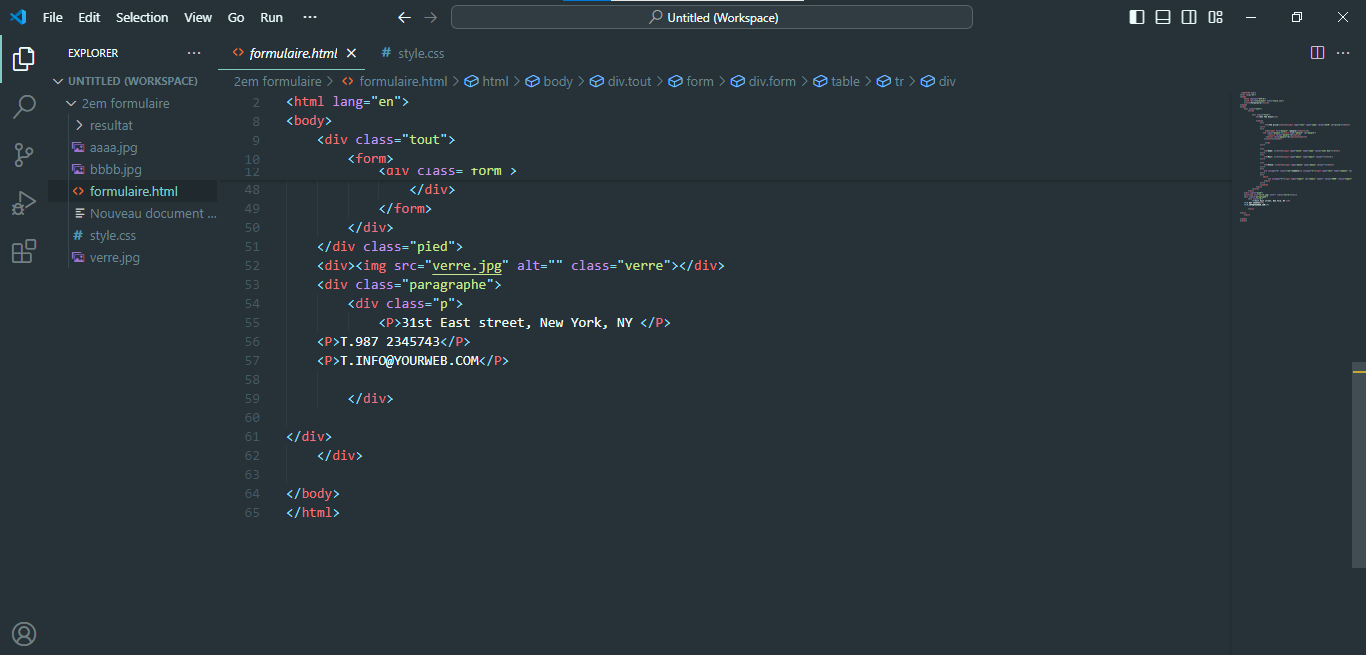 File Edit Selection View Go Run ···
Untitled (Workspace)
EXPLORER ···
UNTITLED (WORKSPACE)
2em formulaire
resultat
aaaa.jpg
bbbb.jpg
formulaire.html
Nouveau document ...
style.css
verre.jpg
formulaire.html
# style.css
2em formulaire > formulaire.html > html > body > div.tout > form > div.form > table > tr > div
2 <html lang="en">
8 <body>
9 <div class="tout">
10 <form>
12 <div class="form">
48 </div>
49 </form>
50 </div>
51 </div class="pied">
52 <div><img src="verre.jpg" alt="" class="verre"></div>
53 <div class="paragraphe">
54 <div class="p">
55 <P>31st East street, New York, NY </P>
56 <P>T.987 2345743</P>
57 <P>T.INFO@YOURWEB.COM</P>
58
59 </div>
60
61 </div>
62 </div>
63
64 </body>
65 </html>